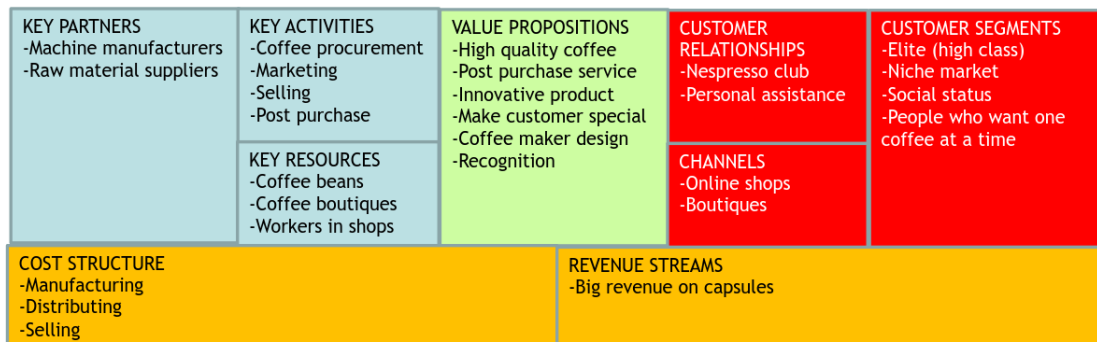 KEY PARTNERS
-Machine manufacturers
-Raw material suppliers
KEY ACTIVITIES
-Coffee procurement
-Marketing
-Selling
-Post purchase
KEY RESOURCES
-Coffee beans
-Coffee boutiques
-Workers in shops
VALUE PROPOSITIONS
-High quality coffee
-Post purchase service
-Innovative product
-Make customer special
-Coffee maker design
-Recognition
CUSTOMER
RELATIONSHIPS
-Nespresso club
-Personal assistance
CHANNELS
-Online shops
-Boutiques
CUSTOMER SEGMENTS
-Elite (high class)
-Niche market
-Social status
-People who want one
coffee at a time
COST STRUCTURE
-Manufacturing
-Distributing
-Selling
REVENUE STREAMS
-Big revenue on capsules